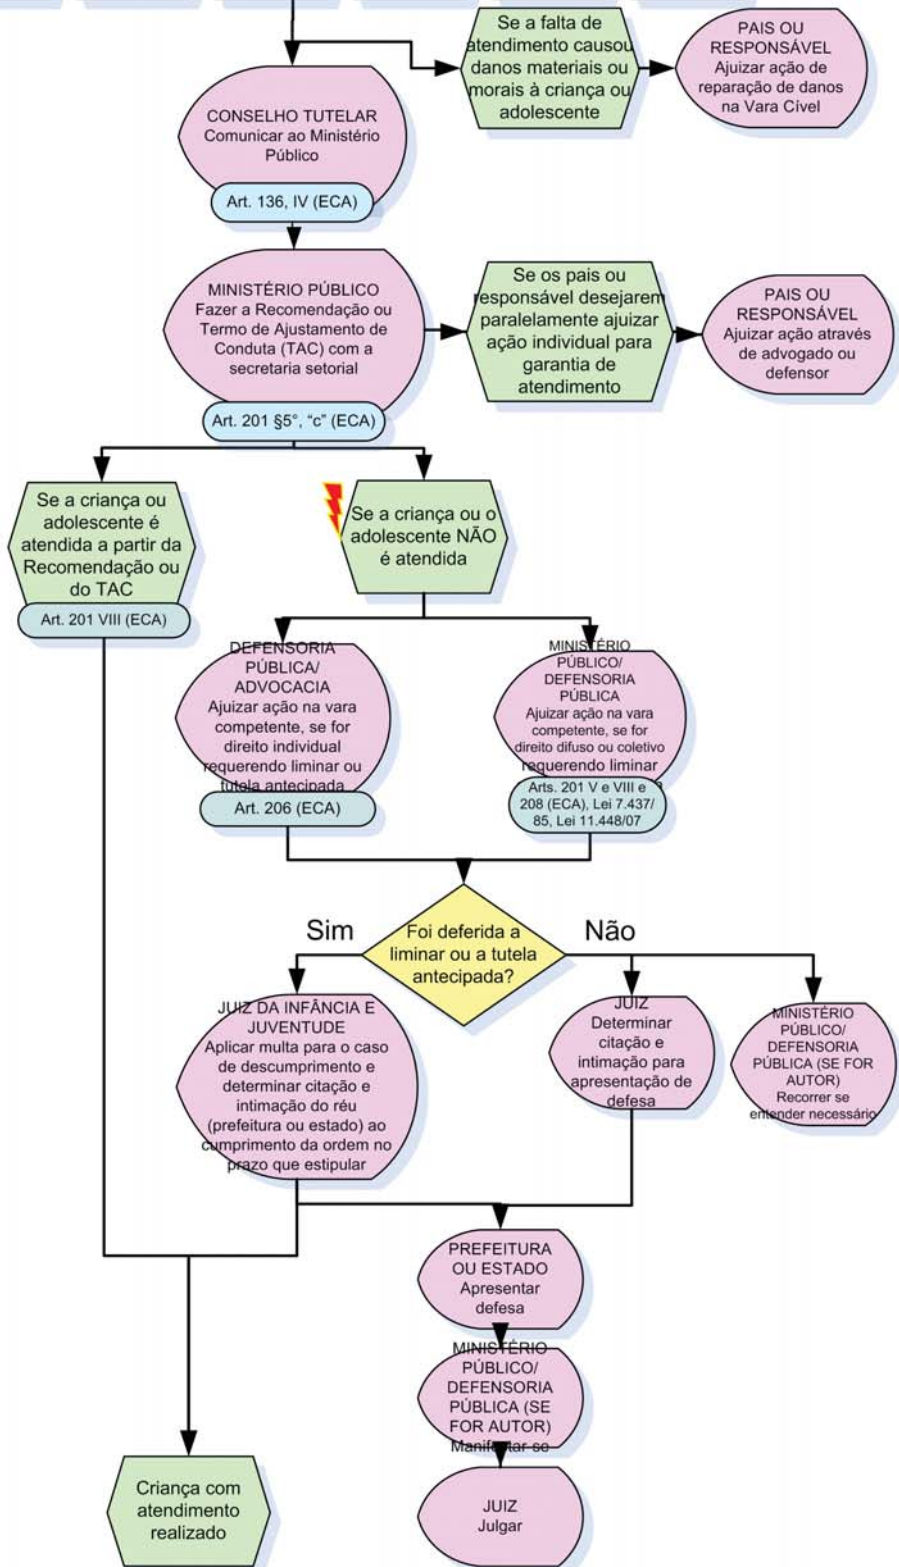 Se a falta de
atendimento causou
danos materiais ou
morais à criança ou
adolescente
PAIS OU
RESPONSÁVEL
Ajuizar ação de
reparação de danos
na Vara Cível
CONSELHO TUTELAR
Comunicar ao Ministério
Público
Art. 136, IV (ECA)
MINISTÉRIO PÚBLICO
Fazer a Recomendação ou
Termo de Ajustamento de
Conduta (TAC) com a
secretaria setorial
Art. 201 §5°, “c” (ECA)
Se os pais ou
responsável desejarem
paralelamente ajuizar
ação individual para
garantia de
atendimento
PAIS OU
RESPONSÁVEL
Ajuizar ação através
de advogado ou
defensor
Se a criança ou
adolescente é
atendida a partir da
Recomendação ou
do TAC
Art. 201 VIII (ECA)
Se a criança ou o
adolescente NÃO
é atendida
DEFENSORIA
PÚBLICA/
ADVOCACIA
Ajuizar ação na vara
competente, se for
direito individual
requerendo liminar ou
tutela antecipada
Art. 206 (ECA)
MINISTÉRIO
PÚBLICO/
DEFENSORIA
PÚBLICA
Ajuizar ação na vara
competente, se for
direito difuso ou coletivo
requerendo liminar
Arts. 201 V e VIII e
208 (ECA), Lei 7.437/
85, Lei 11.448/07
Foi deferida a
liminar ou a tutela
antecipada?
Sim
Não
JUIZ DA INFÂNCIA E
JUVENTUDE
Aplicar multa para o caso
de descumprimento e
determinar citação e
intimação do réu
(prefeitura ou estado) ao
cumprimento da ordem no
prazo que estipular
JUIZ
Determinar
citação e
intimação para
apresentação de
defesa
MINISTÉRIO
PÚBLICO/
DEFENSORIA
PÚBLICA (SE FOR
AUTOR)
Recorrer se
entender necessário
PREFEITURA
OU ESTADO
Apresentar
defesa
MINISTÉRIO
PÚBLICO/
DEFENSORIA
PÚBLICA (SE
FOR AUTOR)
Manifestar-se
JUIZ
Julgar
Criança com
atendimento
realizado